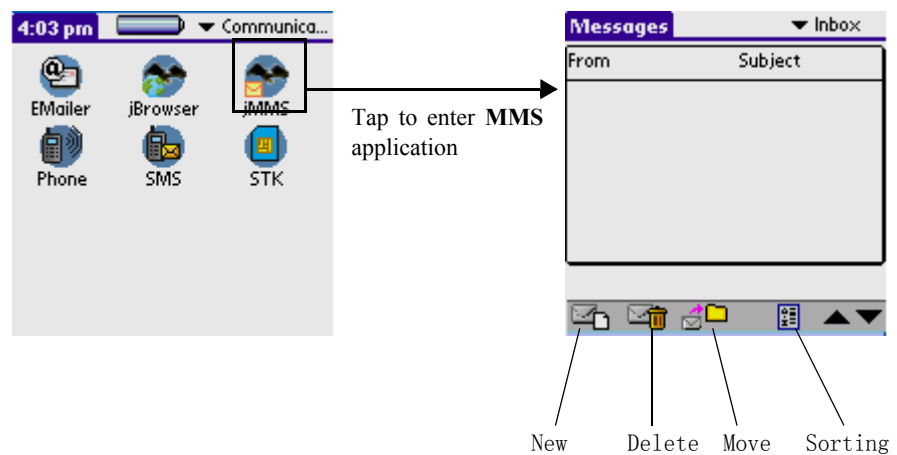 4:03 pm
Communica...
EMailer
jBrowser
jMMS
Phone
SMS
STK
Tap to enter MMS
application
Messages
Inbox
From
Subject
New
Delete
Move
Sorting